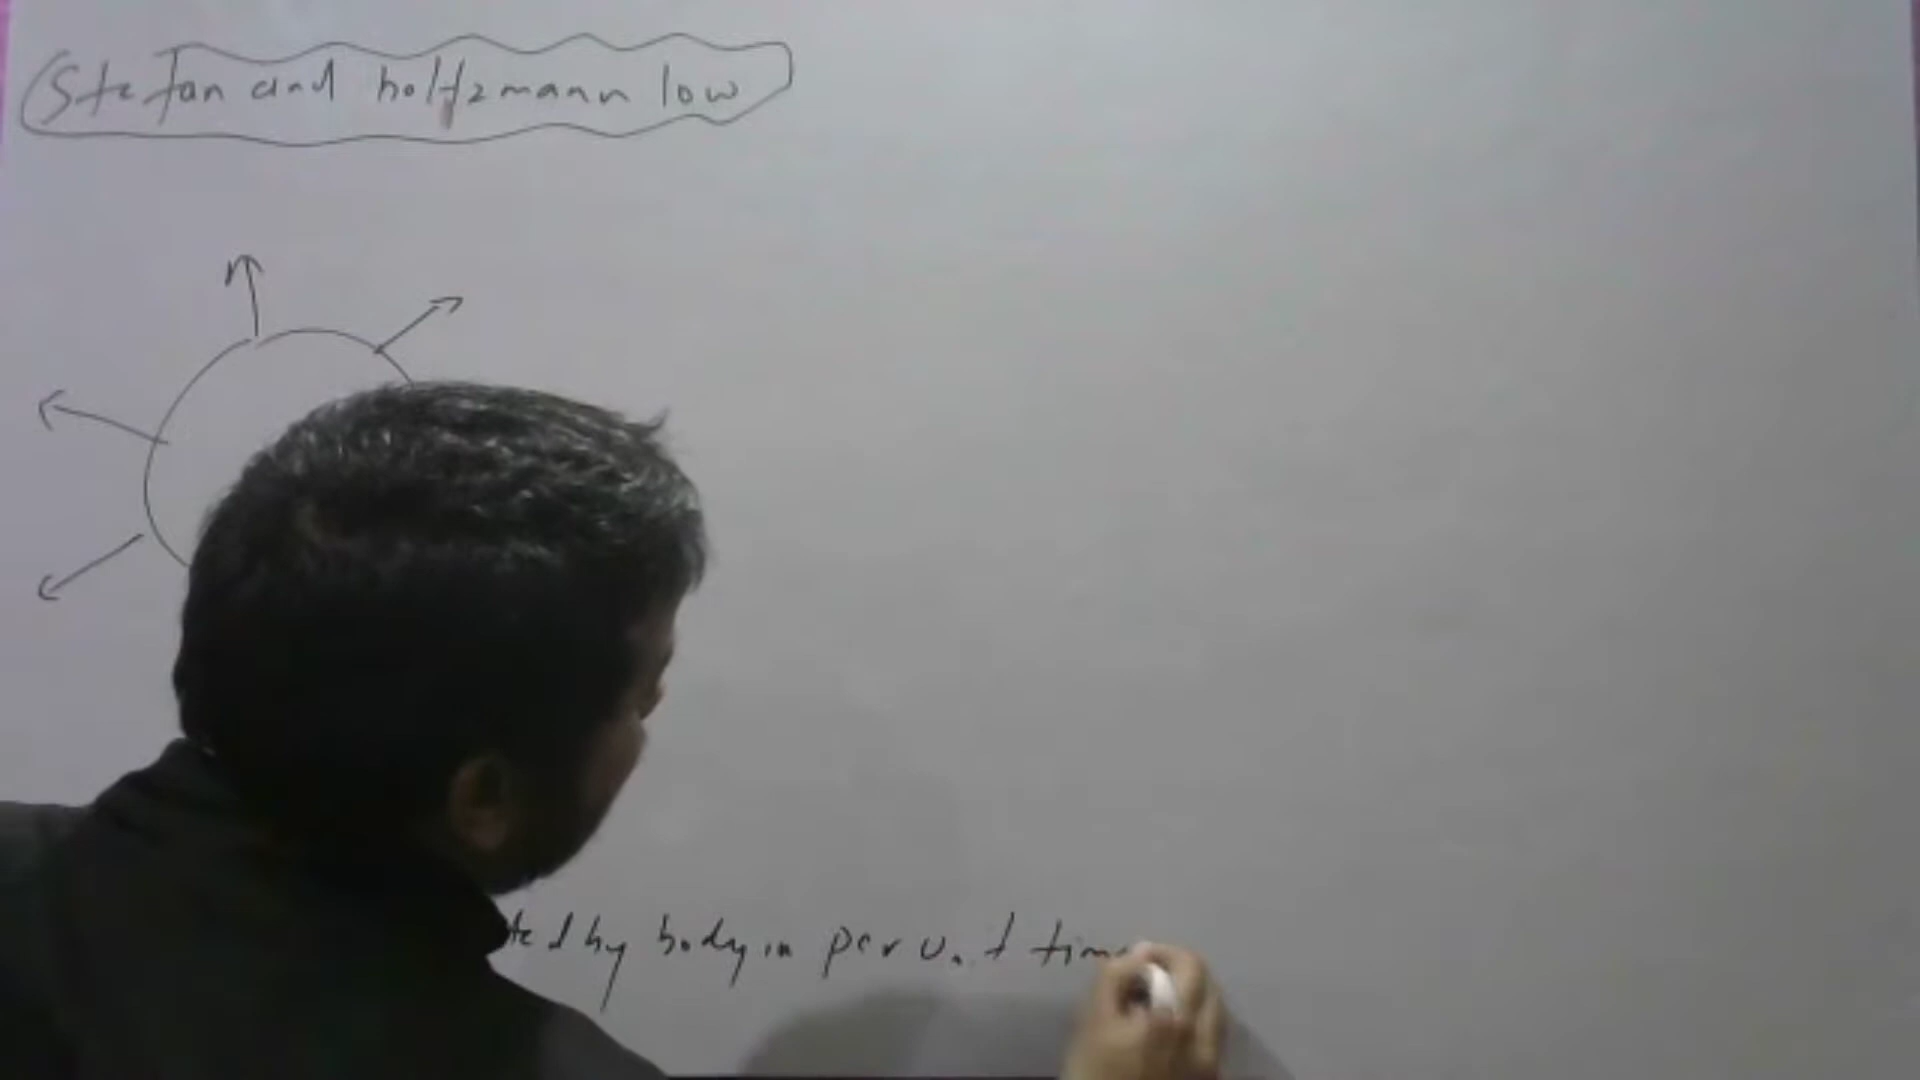 Stefan and boltzmann low
ted by body in per unit time